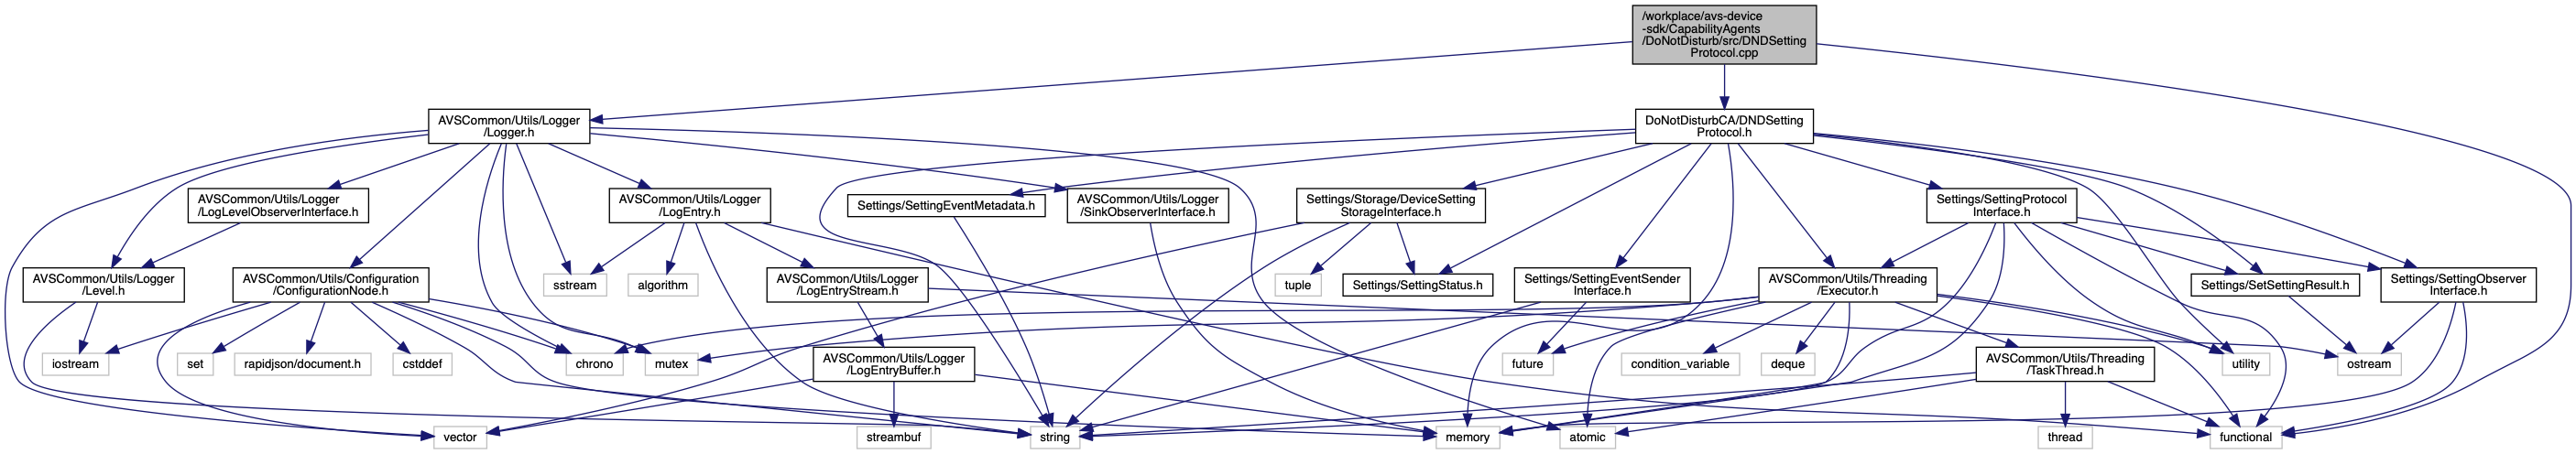 /workplace/avs-device
-sdk/CapabilityAgents
/DoNotDisturb/src/DNDSetting
Protocol.cpp
AVSCommon/Utils/Logger
/Logger.h
DoNotDisturbCA/DNDSetting
Protocol.h
AVSCommon/Utils/Logger
/LogLevelObserverInterface.h
AVSCommon/Utils/Logger
/LogEntry.h
Settings/SettingEventMetadata.h
AVSCommon/Utils/Logger
/SinkObserverInterface.h
Settings/Storage/DeviceSetting
StorageInterface.h
Settings/SettingProtocol
Interface.h
AVSCommon/Utils/Logger
/Level.h
AVSCommon/Utils/Configuration
/ConfigurationNode.h
sstream
algorithm
AVSCommon/Utils/Logger
/LogEntryStream.h
tuple
Settings/SettingStatus.h
Settings/SettingEventSender
Interface.h
AVSCommon/Utils/Threading
/Executor.h
Settings/SetSettingResult.h
Settings/SettingObserver
Interface.h
iostream
set
rapidjson/document.h
cstddef
chrono
mutex
AVSCommon/Utils/Logger
/LogEntryBuffer.h
future
condition_variable
deque
AVSCommon/Utils/Threading
/TaskThread.h
utility
ostream
vector
streambuf
string
memory
atomic
thread
functional